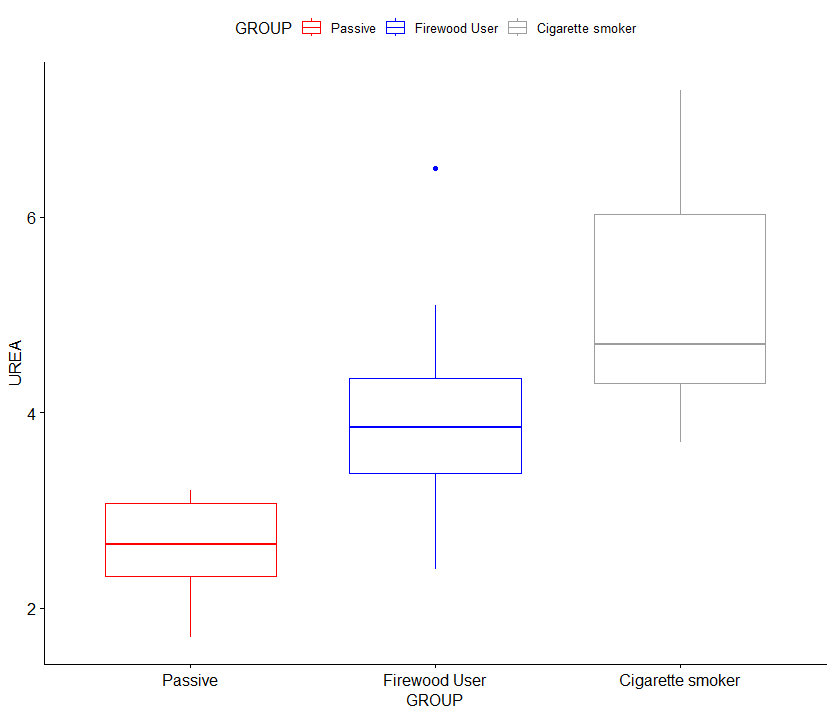 GROUP Passive Firewood User Cigarette smoker
6
4
2
UREA
Passive Firewood User Cigarette smoker
GROUP